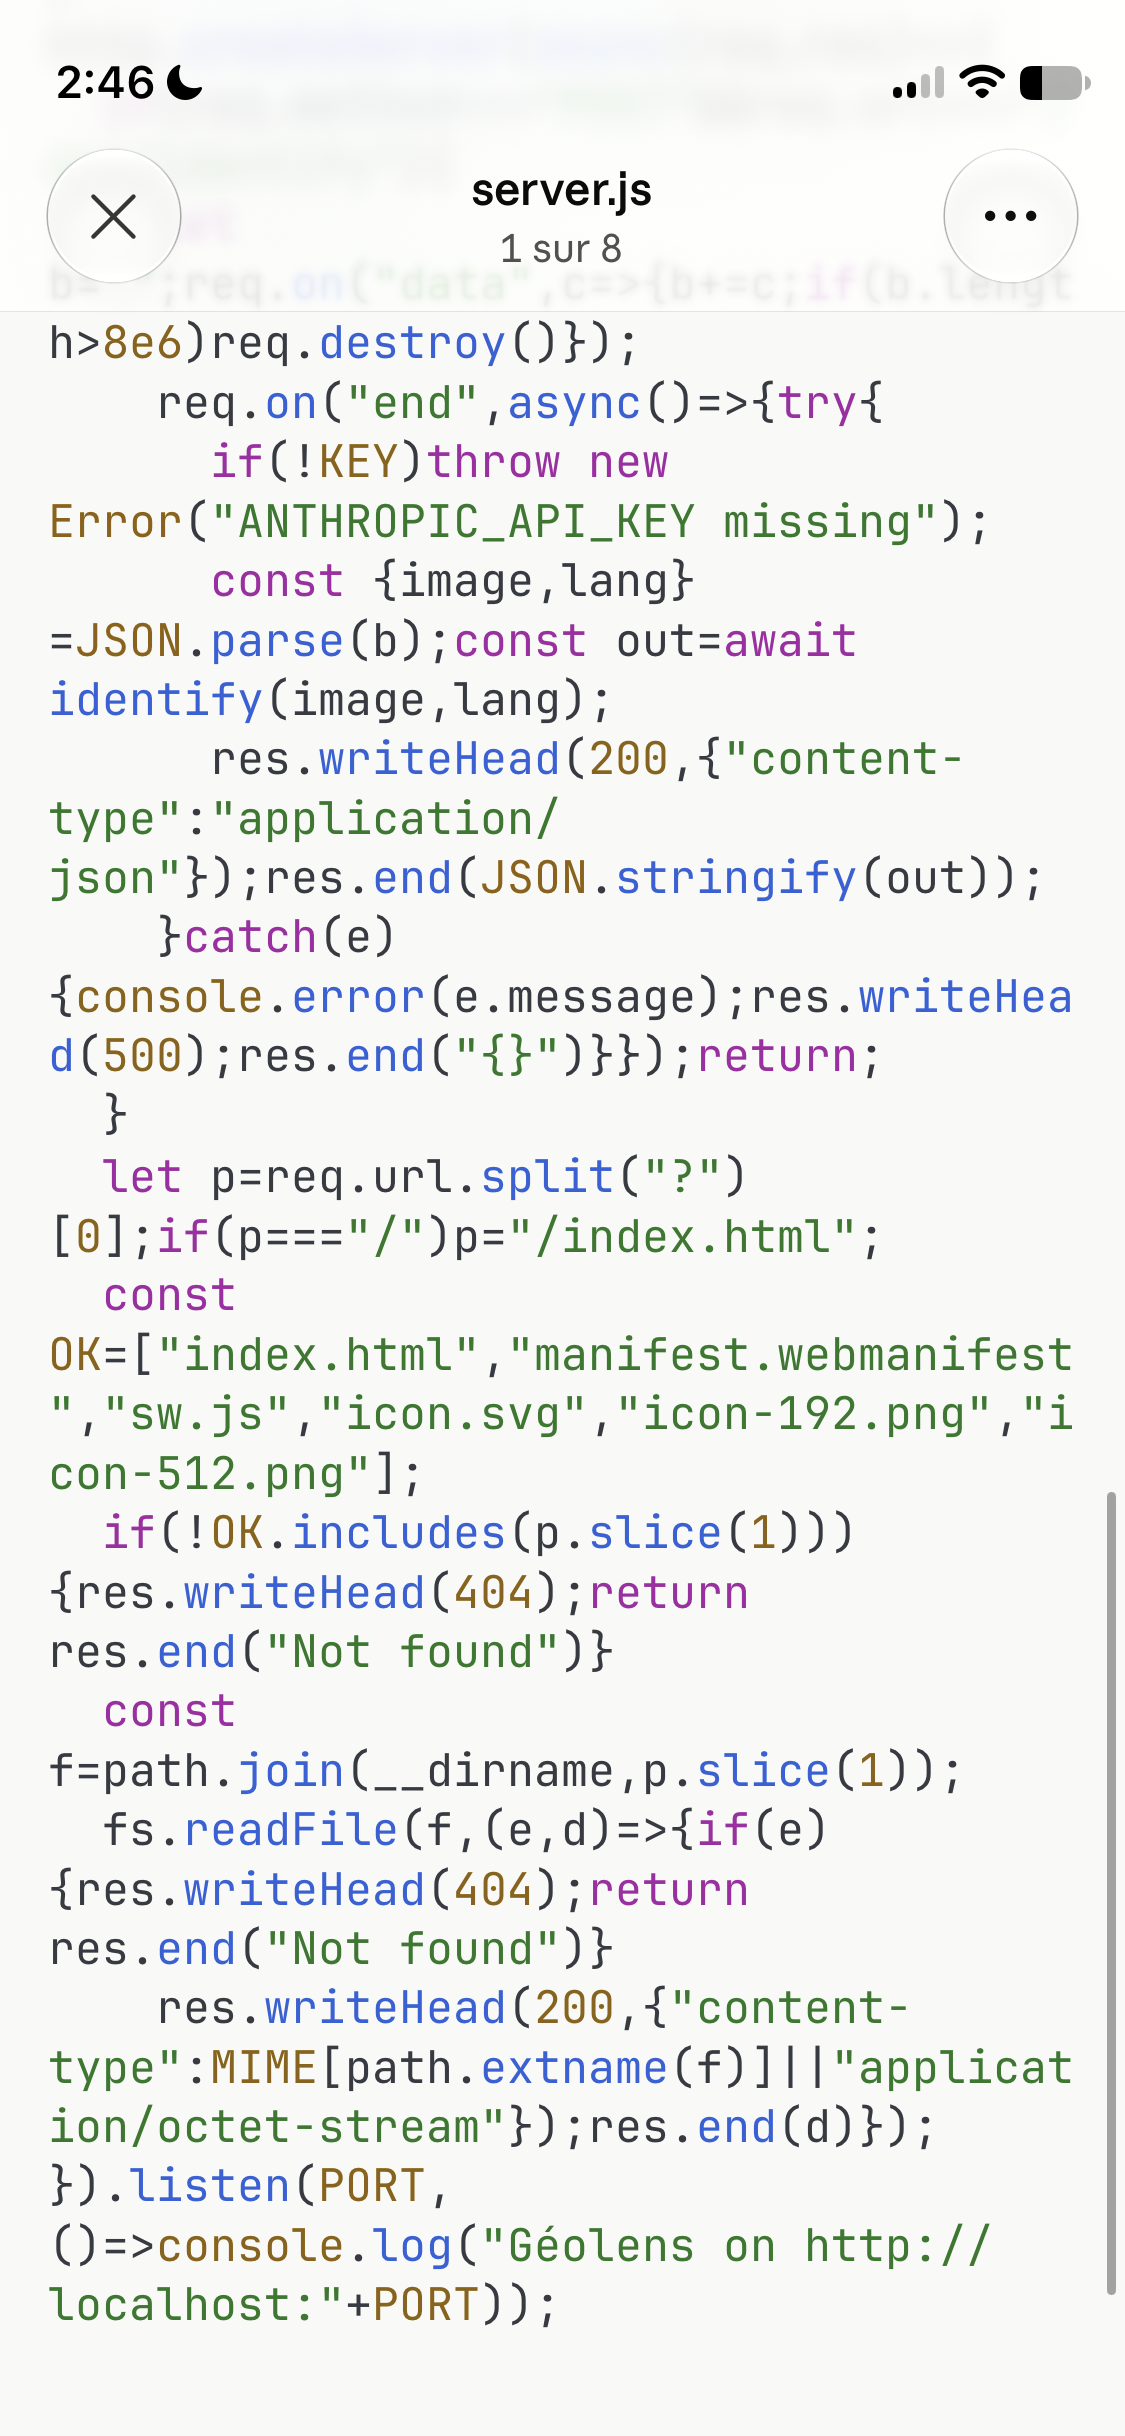 2:46
server.js
1 sur 8
b= ;req.on("data",c=>{b+=c;if(b.lengt
h>8e6)req.destroy()});
    req.on("end",async()=>{try{
      if(!KEY)throw new
Error("ANTHROPIC_API_KEY missing");
      const {image,lang}
=JSON.parse(b);const out=await
identify(image,lang);
      res.writeHead(200,{"content-
type":"application/
json"});res.end(JSON.stringify(out));
    }catch(e)
{console.error(e.message);res.writeHea
d(500);res.end("{}")}});return;
  }
  let p=req.url.split("?")
[0];if(p==="/")p="/index.html";
  const
OK=["index.html","manifest.webmanifest
","sw.js","icon.svg","icon-192.png","i
con-512.png"];
  if(!OK.includes(p.slice(1)))
{res.writeHead(404);return
res.end("Not found")}
  const
f=path.join(__dirname,p.slice(1));
  fs.readFile(f,(e,d)=>{if(e)
{res.writeHead(404);return
res.end("Not found")}
    res.writeHead(200,{"content-
type":MIME[path.extname(f)]||"applicat
ion/octet-stream"});res.end(d)});
}).listen(PORT,
()=>console.log("Géolens on http://
localhost:"+PORT));